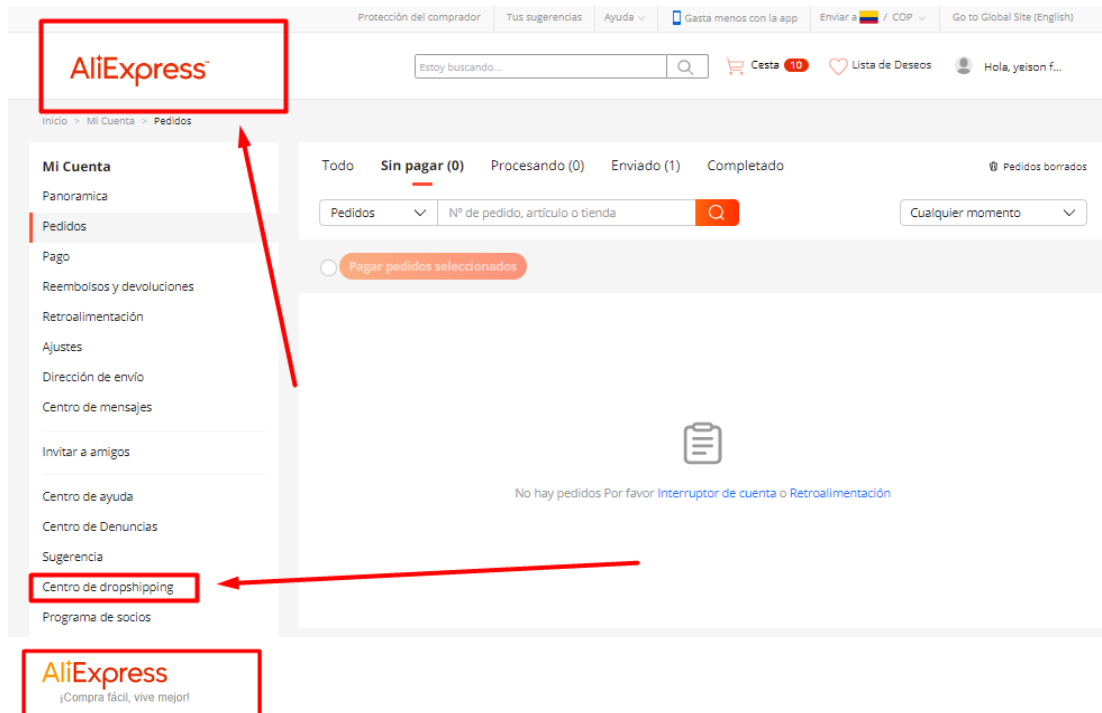 Protección del comprador Tus sugerencias Ayuda Gasta menos con la app Enviar a / COP Go to Global Site (English)
AliExpress
Estoy buscando... Cesta 10 Lista de Deseos Hola, yeison f...
Inicio > Mi Cuenta > Pedidos
Mi Cuenta
Panoramica
Pedidos
Pago
Reembolsos y devoluciones
Retroalimentación
Ajustes
Dirección de envío
Centro de mensajes
Invitar a amigos
Centro de ayuda
Centro de Denuncias
Sugerencia
Centro de dropshipping
Programa de socios
Todo Sin pagar (0) Procesando (0) Enviado (1) Completado Pedidos borrados
Pedidos Nº de pedido, artículo o tienda Cualquier momento
Pagar pedidos seleccionados
No hay pedidos Por favor Interruptor de cuenta o Retroalimentación
AliExpress
¡Compra fácil, vive mejor!